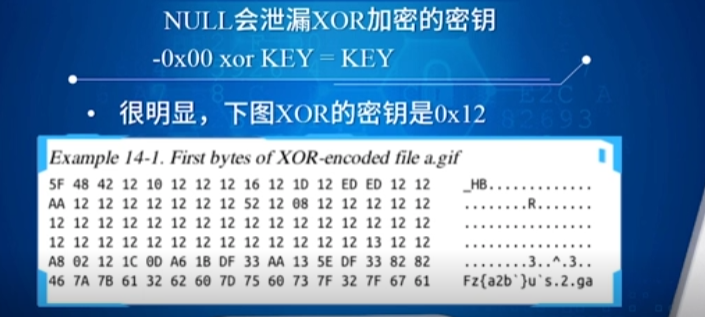 NULL会泄漏XOR加密的密钥
-0x00 xor KEY = KEY
• 很明显，下图XOR的密钥是0x12
Example 14-1. First bytes of XOR-encoded file a.gif
5F 48 42 12 10 12 12 12 16 12 1D 12 ED ED 12 12 _HB.............
AA 12 12 12 12 12 12 12 52 12 08 12 12 12 12 12 ........R.......
12 12 12 12 12 12 12 12 12 12 12 12 12 12 12 12 ................
12 12 12 12 12 12 12 12 12 12 12 12 12 13 12 12 ................
A8 02 12 1C 0D A6 1B DF 33 AA 13 5E DF 33 82 82 ........3..^.3..
46 7A 7B 61 32 62 60 7D 75 60 73 7F 32 7F 67 61 Fz{a2b`}u`s.2.ga